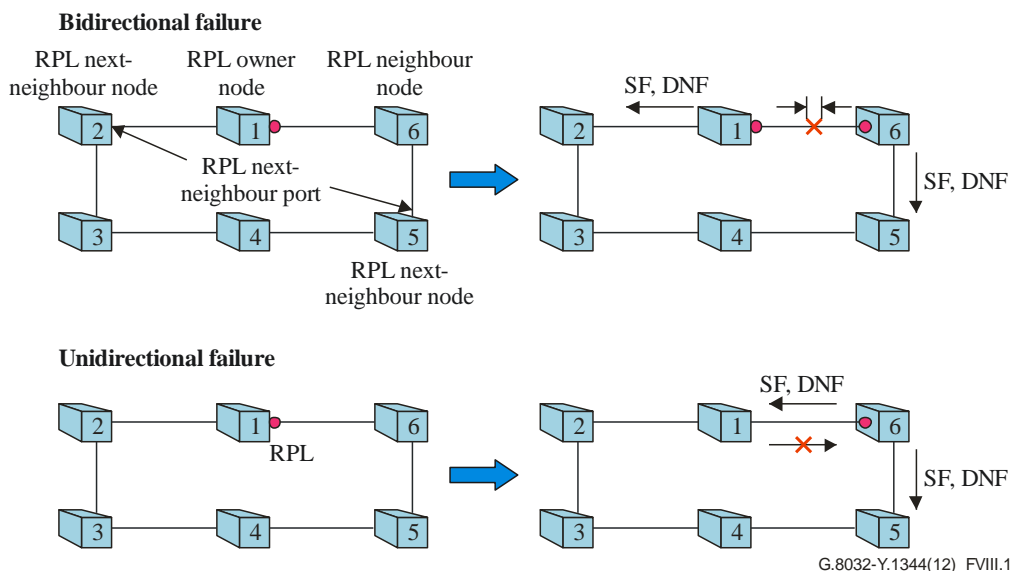 Bidirectional failure
RPL next-
neighbour node
RPL owner
node
RPL neighbour
node
2
1
6
RPL next-
neighbour port
3
4
5
RPL next-
neighbour node
SF, DNF
2
1
6
SF, DNF
3
4
5
Unidirectional failure
2
1
6
RPL
3
4
5
SF, DNF
2
1
6
SF, DNF
3
4
5
G.8032-Y.1344(12)_FVIII.1